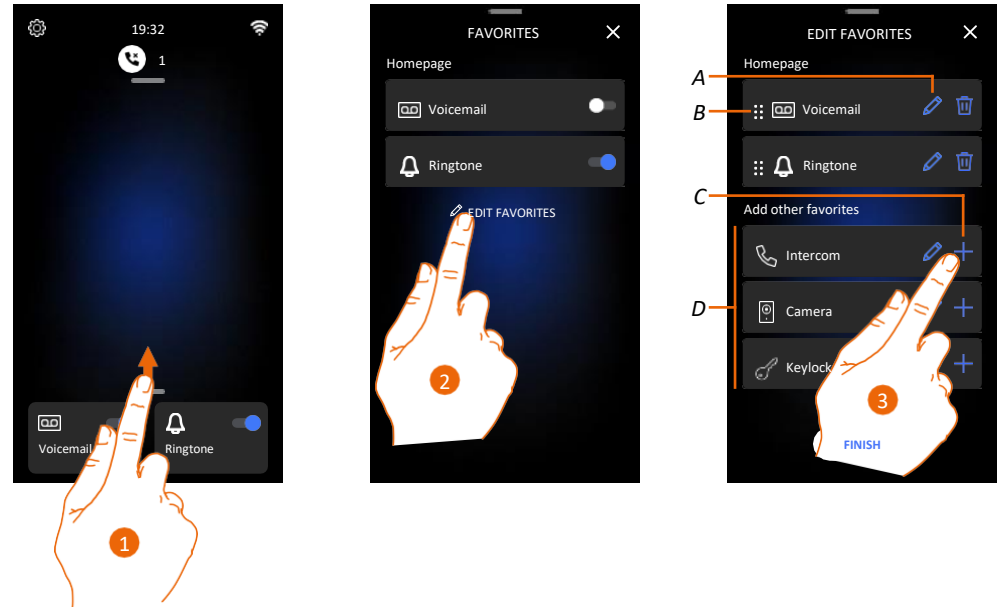 19:32
1
Voicemail
Ringtone
1
FAVORITES
Homepage
Voicemail
Ringtone
EDIT FAVORITES
2
EDIT FAVORITES
Homepage
A
B
Voicemail
Ringtone
C
Add other favorites
Intercom
D
Camera
Keylock
3
FINISH